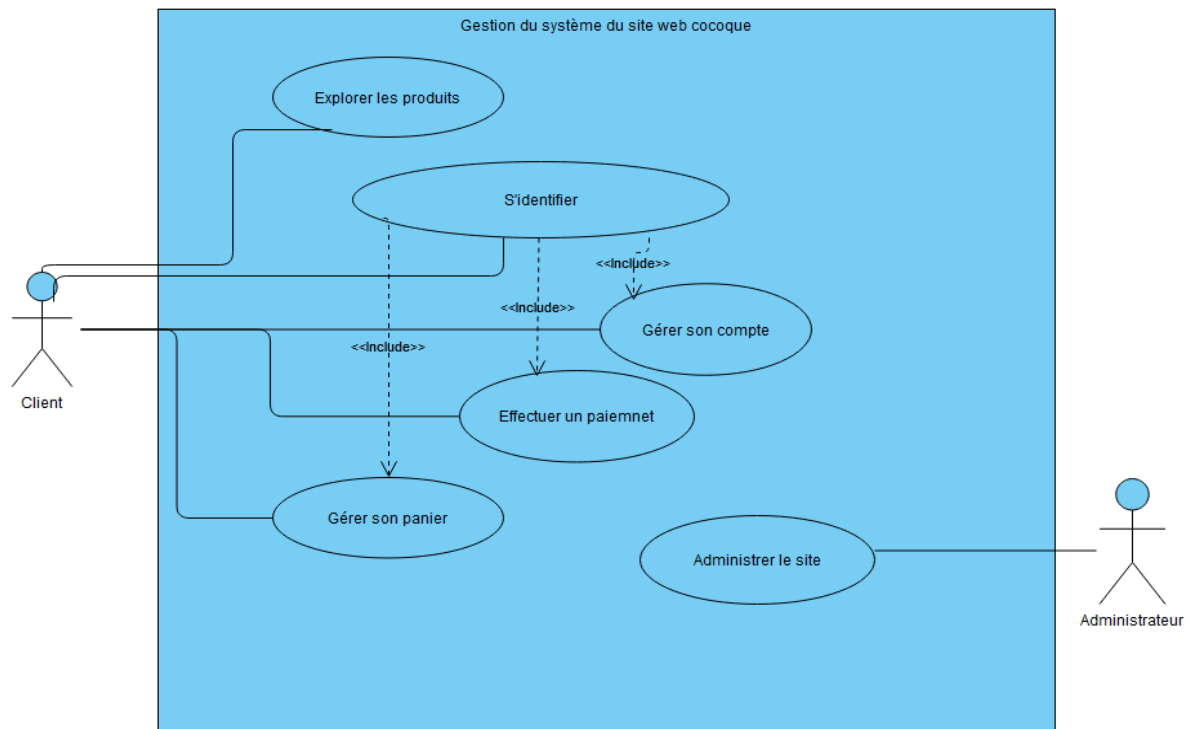 Gestion du système du site web cocoque
Explorer les produits
S'identifier
<<Include>>
<<Include>>
Gérer son compte
<<Include>>
Client
Effectuer un paiemnet
Gérer son panier
Administrer le site
Administrateur